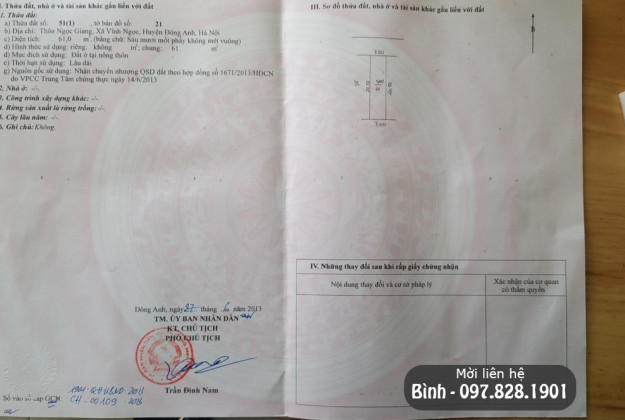 . Thửa đất, nhà ở và tài sản khác gắn liền với đất
. Thửa đất:
a) Thửa đất số: 51(1) , tờ bản đồ số: 21
b) Địa chỉ: Thôn Ngọc Giang, Xã Vĩnh Ngọc, Huyện Đông Anh, Hà Nội
c) Diện tích: 61,0 m², (bằng chữ: Sáu mươi mốt phẩy không mét vuông)
d) Hình thức sử dụng: riêng: không m²; chung: 61 m²
đ) Mục đích sử dụng: Đất ở tại nông thôn
e) Thời hạn sử dụng: Lâu dài
g) Nguồn gốc sử dụng: Nhận chuyển nhượng QSD đất theo hợp đồng số 1671/2013/HĐCN
do VPCC Trung Tâm chứng thực ngày 14/6/2013
2. Nhà ở: -/-
3. Công trình xây dựng khác: -/-
4. Rừng sản xuất là rừng trồng: -/-
5. Cây lâu năm: -/-
6. Ghi chú: Không.
Đông Anh, ngày 27 tháng 6 năm 2013
TM. ỦY BAN NHÂN DÂN
KT. CHỦ TỊCH
PHÓ CHỦ TỊCH
Trần Đình Nam
Số vào sổ cấp GCN:
III. Sơ đồ thửa đất, nhà ở và tài sản khác gắn liền với đất
B
IV. Những thay đổi sau khi cấp giấy chứng nhận
Nội dung thay đổi và cơ sở pháp lý
Xác nhận của cơ quan
có thẩm quyền
Mời liên hệ
Bình - 097.828.1901